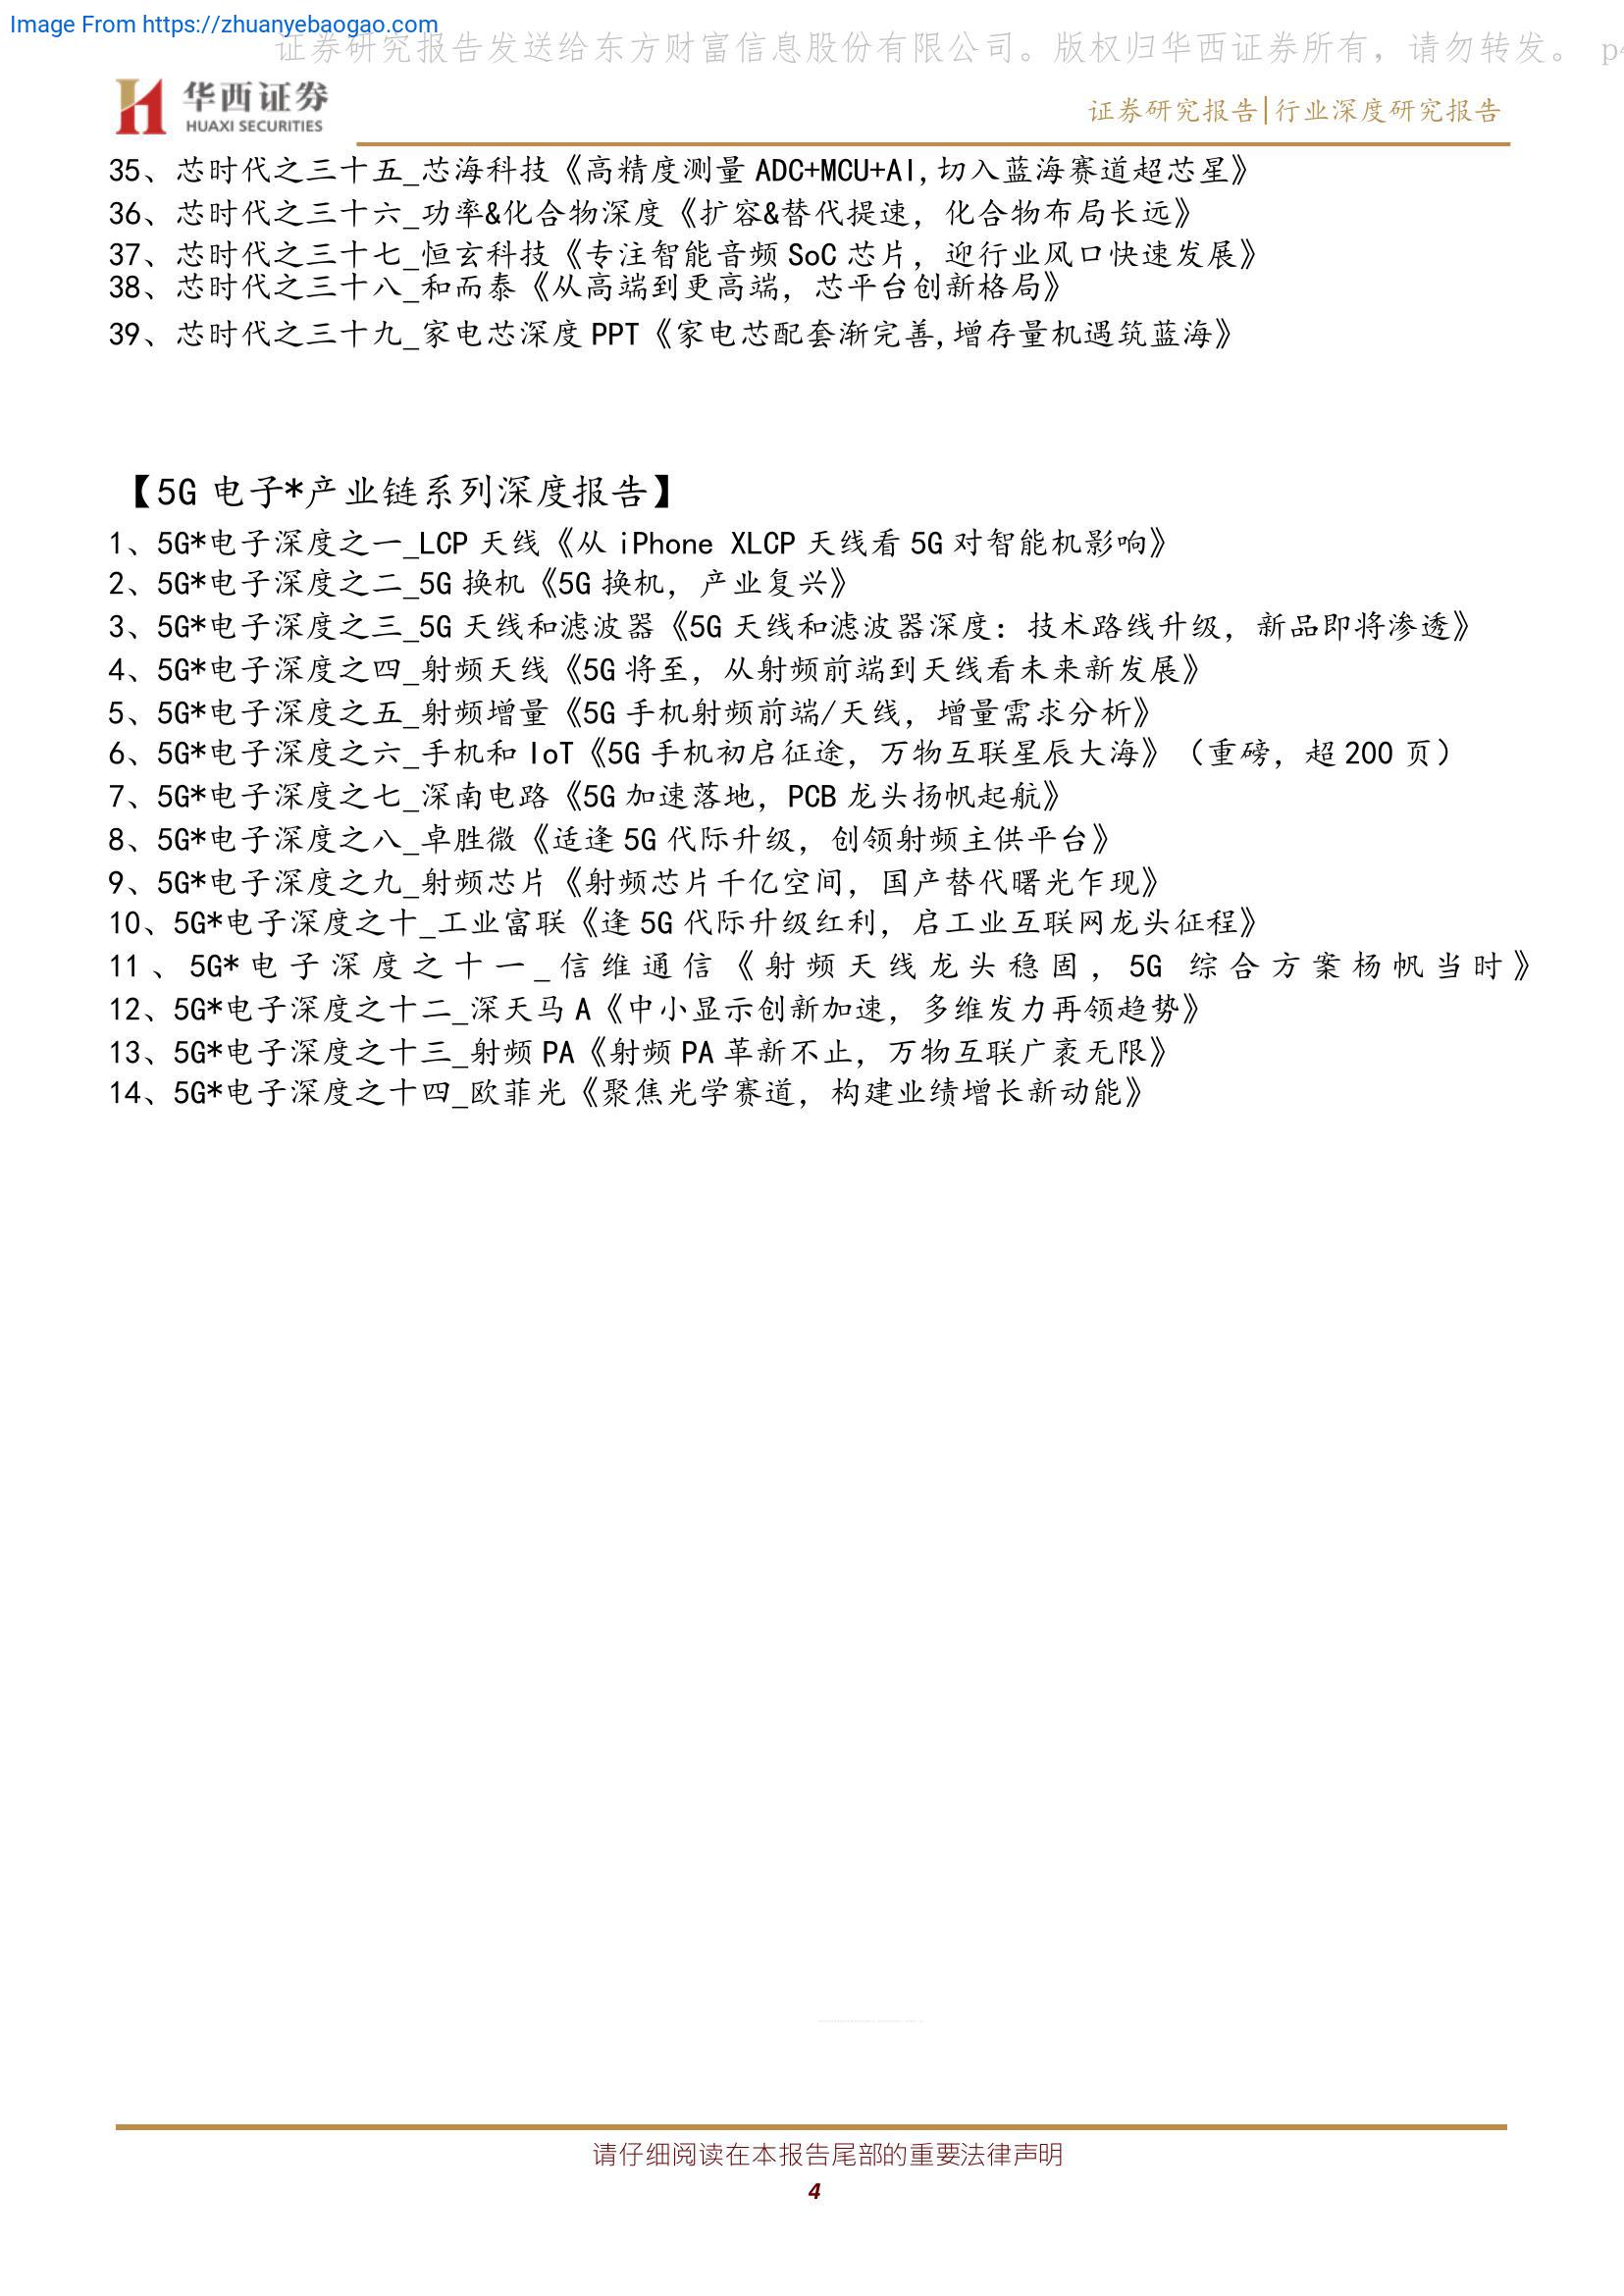 Image From https://zhuanyebaogao.com
证券研究报告发送给东方财富信息股份有限公司。版权归华西证券所有，请勿转发。 p4
华西证券
HUAXI SECURITIES
证券研究报告|行业深度研究报告
35、芯时代之三十五_芯海科技《高精度测量 ADC+MCU+AI,切入蓝海赛道超芯星》
36、芯时代之三十六_功率&化合物深度《扩容&替代提速，化合物布局长远》
37、芯时代之三十七_恒玄科技《专注智能音频 SoC 芯片，迎行业风口快速发展》
38、芯时代之三十八_和而泰《从高端到更高端，芯平台创新格局》
39、芯时代之三十九_家电芯深度 PPT《家电芯配套渐完善,增存量机遇筑蓝海》
【5G 电子*产业链系列深度报告】
1、5G*电子深度之一_LCP 天线《从 iPhone XLCP 天线看 5G 对智能机影响》
2、5G*电子深度之二_5G 换机《5G 换机，产业复兴》
3、5G*电子深度之三_5G 天线和滤波器《5G 天线和滤波器深度：技术路线升级，新品即将渗透》
4、5G*电子深度之四_射频天线《5G 将至，从射频前端到天线看未来新发展》
5、5G*电子深度之五_射频增量《5G 手机射频前端/天线，增量需求分析》
6、5G*电子深度之六_手机和 IoT《5G 手机初启征途，万物互联星辰大海》（重磅，超 200 页）
7、5G*电子深度之七_深南电路《5G 加速落地，PCB 龙头扬帆起航》
8、5G*电子深度之八_卓胜微《适逢 5G 代际升级，创领射频主供平台》
9、5G*电子深度之九_射频芯片《射频芯片千亿空间，国产替代曙光乍现》
10、5G*电子深度之十_工业富联《逢 5G 代际升级红利，启工业互联网龙头征程》
11、5G*电子深度之十一_信维通信《射频天线龙头稳固，5G 综合方案杨帆当时》
12、5G*电子深度之十二_深天马 A《中小显示创新加速，多维发力再领趋势》
13、5G*电子深度之十三_射频 PA《射频 PA 革新不止，万物互联广袤无限》
14、5G*电子深度之十四_欧菲光《聚焦光学赛道，构建业绩增长新动能》
请仔细阅读在本报告尾部的重要法律声明
4